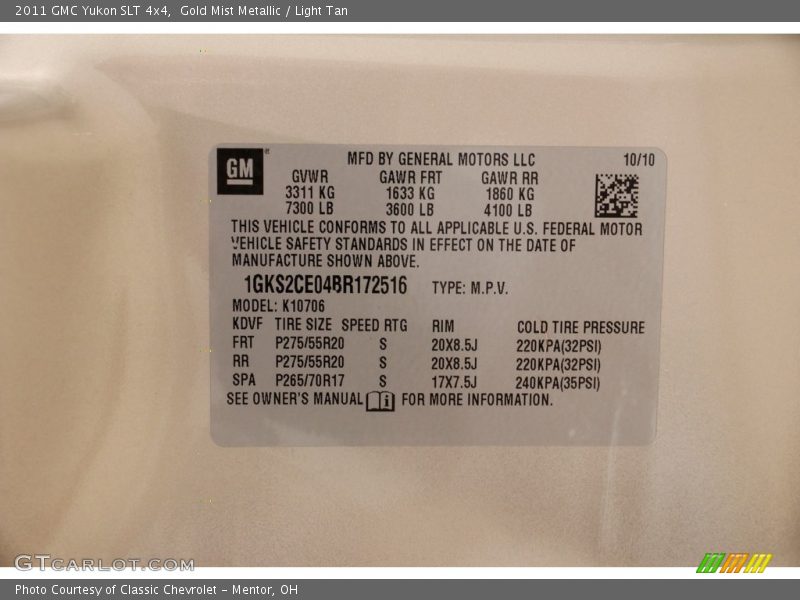 2011 GMC Yukon SLT 4x4,  Gold Mist Metallic / Light Tan
GM
MFD BY GENERAL MOTORS LLC 10/10
GVWR GAWR FRT GAWR RR
3311 KG 1633 KG 1860 KG
7300 LB 3600 LB 4100 LB
THIS VEHICLE CONFORMS TO ALL APPLICABLE U.S. FEDERAL MOTOR
VEHICLE SAFETY STANDARDS IN EFFECT ON THE DATE OF
MANUFACTURE SHOWN ABOVE.
1GKS2CE04BR172516 TYPE: M.P.V.
MODEL: K10706
KDVF TIRE SIZE SPEED RTG RIM COLD TIRE PRESSURE
FRT P275/55R20 S 20X8.5J 220KPA(32PSI)
RR P275/55R20 S 20X8.5J 220KPA(32PSI)
SPA P265/70R17 S 17X7.5J 240KPA(35PSI)
SEE OWNER'S MANUAL FOR MORE INFORMATION.
GTCARLOT.COM
Photo Courtesy of Classic Chevrolet – Mentor, OH